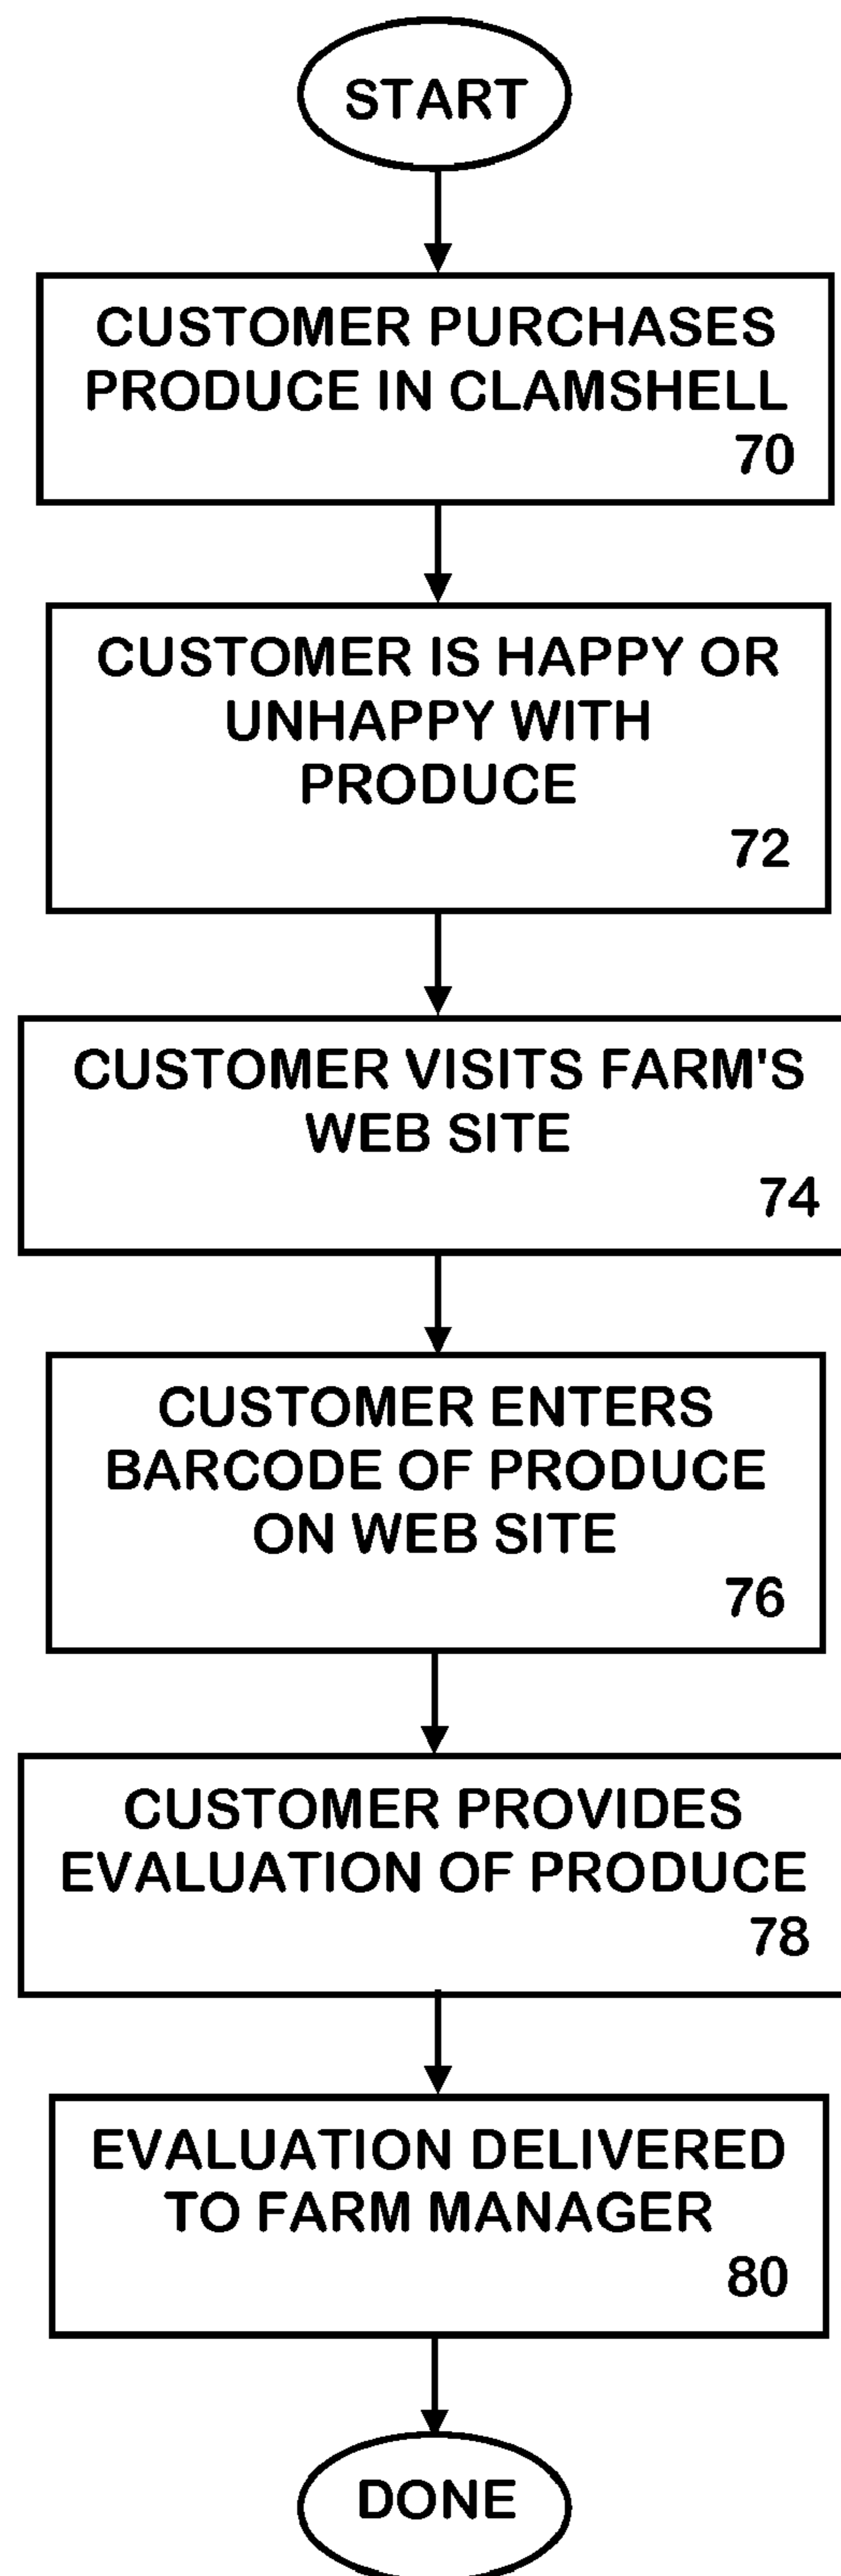 START
CUSTOMER PURCHASES
PRODUCE IN CLAMSHELL
70
CUSTOMER IS HAPPY OR
UNHAPPY WITH
PRODUCE
72
CUSTOMER VISITS FARM'S
WEB SITE
74
CUSTOMER ENTERS
BARCODE OF PRODUCE
ON WEB SITE
76
CUSTOMER PROVIDES
EVALUATION OF PRODUCE
78
EVALUATION DELIVERED
TO FARM MANAGER
80
DONE